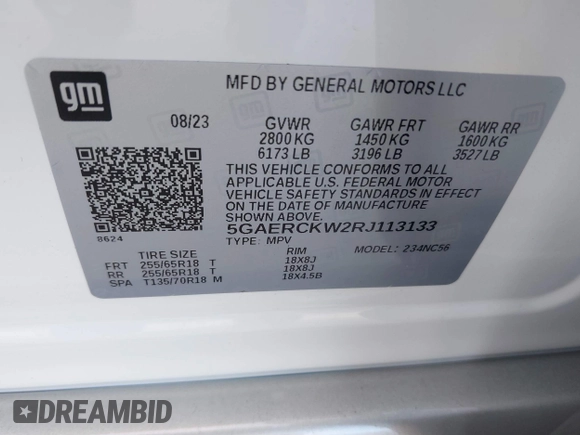 gm
MFD BY GENERAL MOTORS LLC
08/23 GVWR GAWR FRT GAWR RR
2800 KG 1450 KG 1600 KG
6173 LB 3196 LB 3527 LB
THIS VEHICLE CONFORMS TO ALL
APPLICABLE U.S. FEDERAL MOTOR
VEHICLE SAFETY STANDARDS IN EFFECT
ON THE DATE OF MANUFACTURE
SHOWN ABOVE.
8624
5GAERCKW2RJ113133
TYPE: MPV MODEL: 234NC56
TIRE SIZE RIM
FRT 255/65R18 T 18X8J
RR 255/65R18 T 18X8J
SPA T135/70R18 M 18X4.5B
DREAMBID